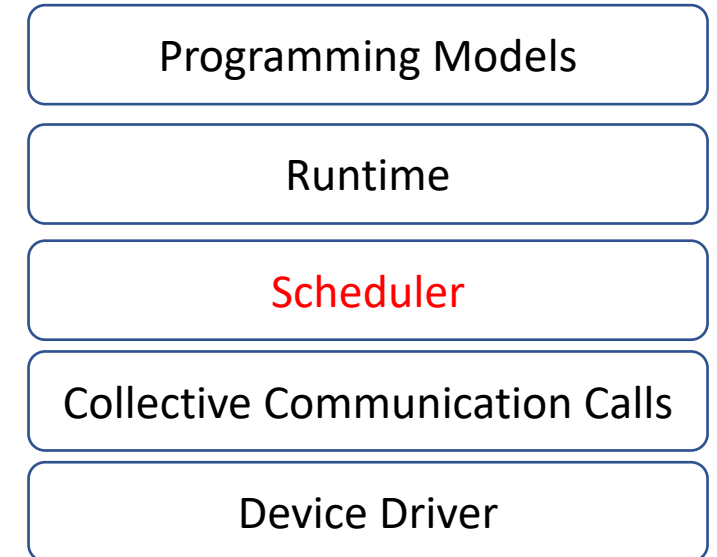 Programming Models
Runtime
Scheduler
Collective Communication Calls
Device Driver